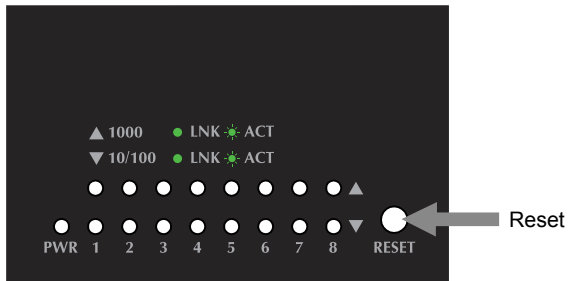 ▲ 1000 ● LNK ACT
▼ 10/100 ● LNK ACT
▲
▼
Reset
PWR 1 2 3 4 5 6 7 8 RESET